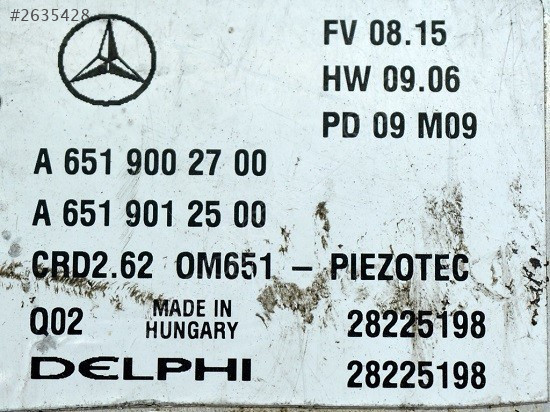 #2635428
FV 08.15
HW 09.06
PD 09 M09
A 651 900 27 00
A 651 901 25 00
CRD2.62 OM651 – PIEZOTEC
Q02 MADE IN HUNGARY 28225198
DELPHI 28225198